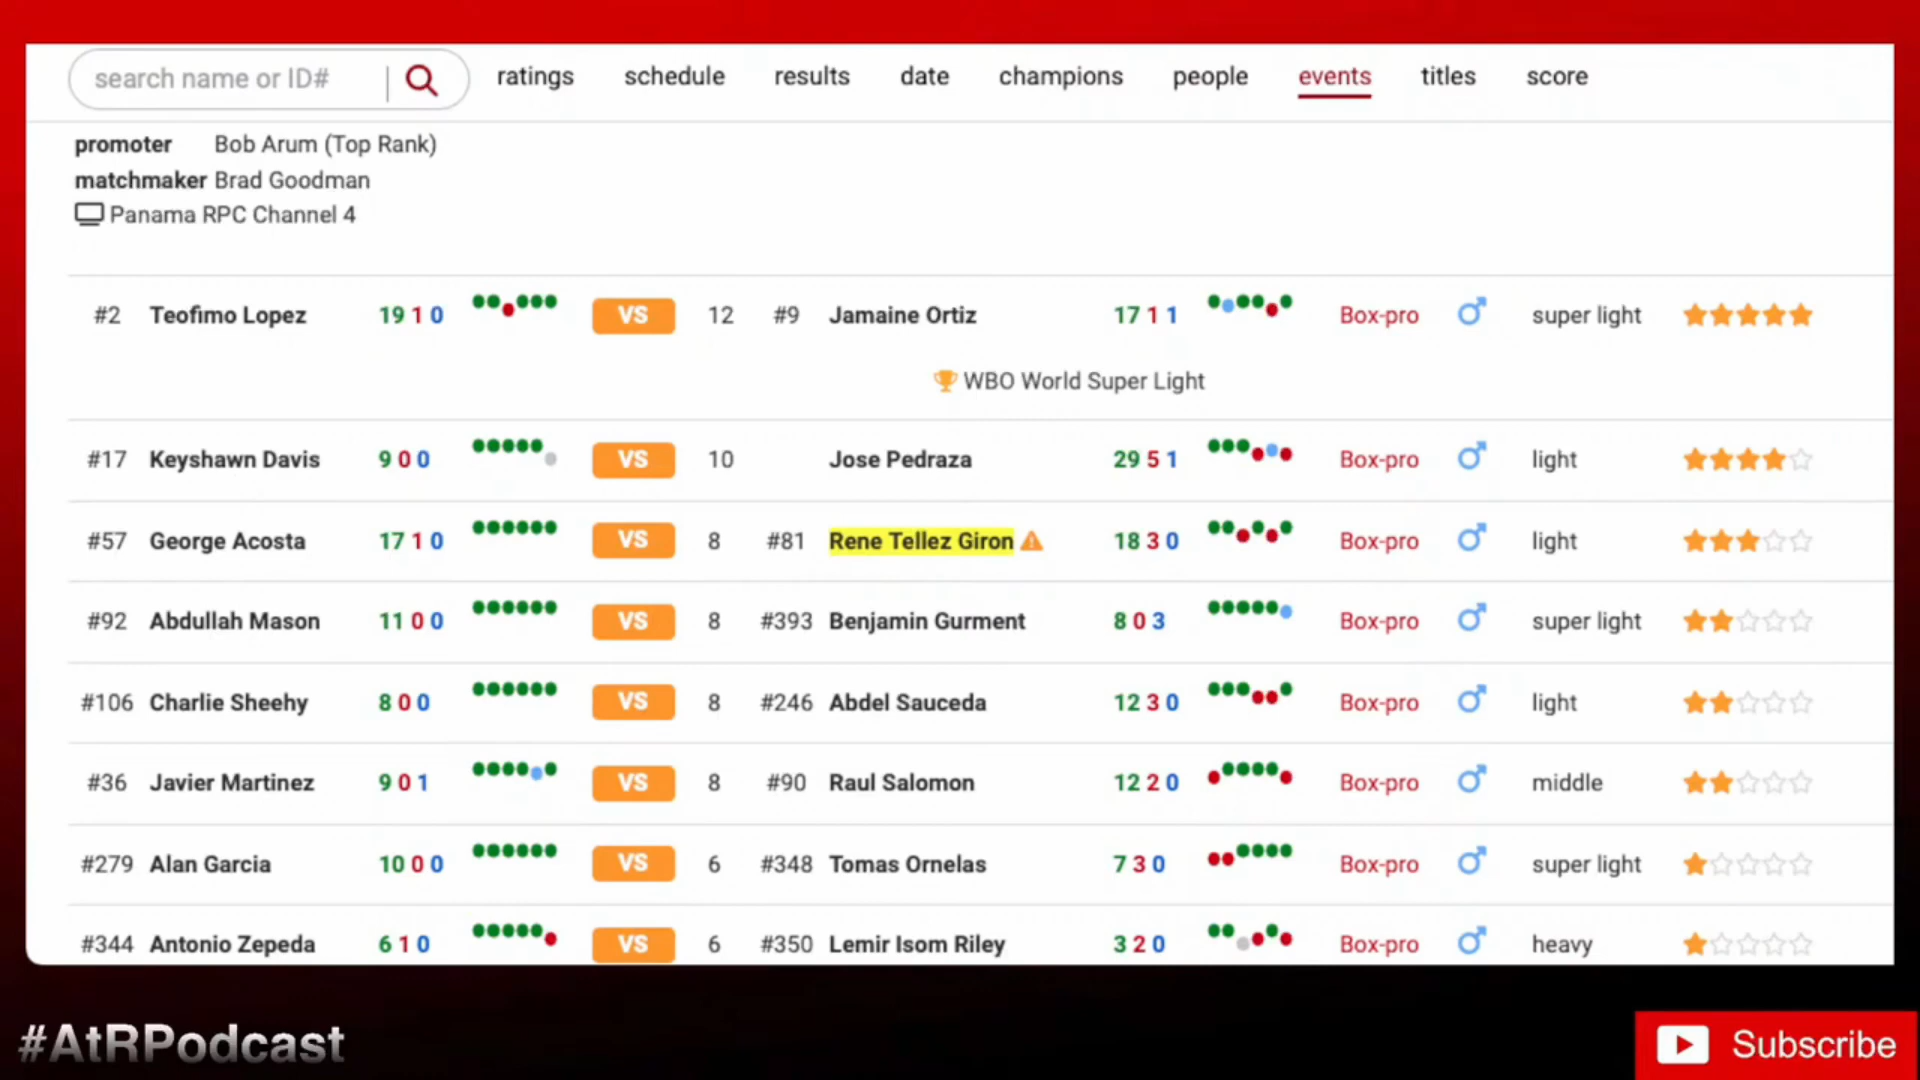 search name or ID# ratings schedule results date champions people events titles score
promoter Bob Arum (Top Rank)
matchmaker Brad Goodman
Panama RPC Channel 4
#2 Teofimo Lopez 19 1 0 VS 12 #9 Jamaine Ortiz 17 1 1 Box-pro super light
WBO World Super Light
#17 Keyshawn Davis 9 0 0 VS 10 Jose Pedraza 29 5 1 Box-pro light
#57 George Acosta 17 1 0 VS 8 #81 Rene Tellez Giron 18 3 0 Box-pro light
#92 Abdullah Mason 11 0 0 VS 8 #393 Benjamin Gurment 8 0 3 Box-pro super light
#106 Charlie Sheehy 8 0 0 VS 8 #246 Abdel Sauceda 12 3 0 Box-pro light
#36 Javier Martinez 9 0 1 VS 8 #90 Raul Salomon 12 2 0 Box-pro middle
#279 Alan Garcia 10 0 0 VS 6 #348 Tomas Ornelas 7 3 0 Box-pro super light
#344 Antonio Zepeda 6 1 0 VS 6 #350 Lemir Isom Riley 3 2 0 Box-pro heavy
#AtRPodcast
Subscribe